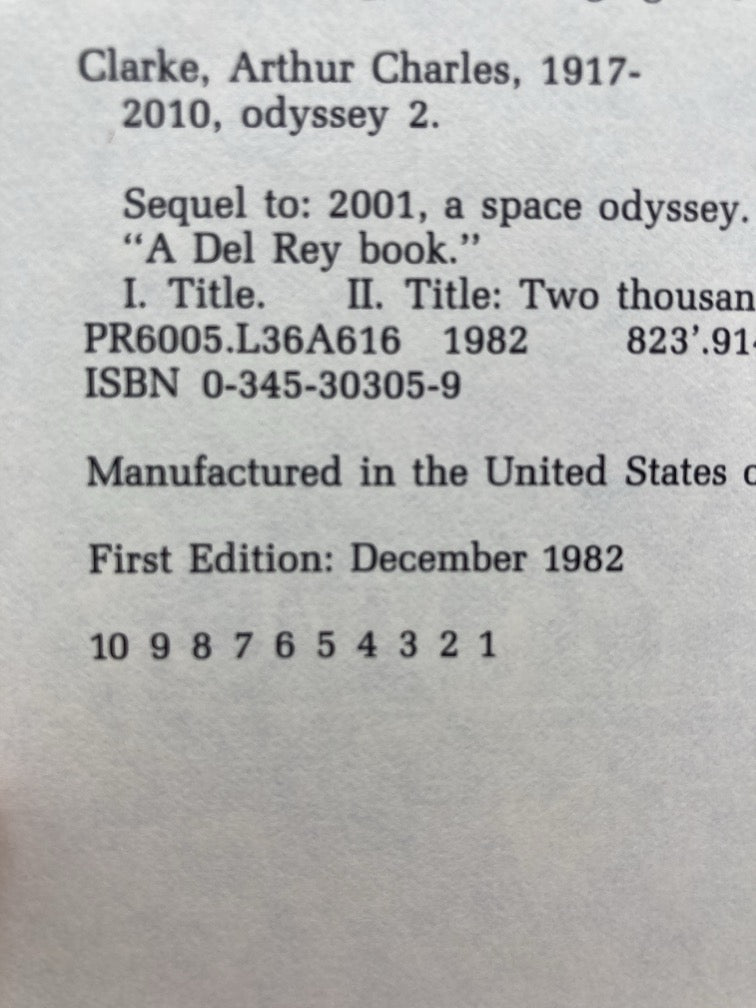 Clarke, Arthur Charles, 1917-
2010, odyssey 2.
Sequel to: 2001, a space odyssey.
“A Del Rey book.”
I. Title. II. Title: Two thousan
PR6005.L36A616 1982 823’.91
ISBN 0-345-30305-9
Manufactured in the United States
First Edition: December 1982
10 9 8 7 6 5 4 3 2 1